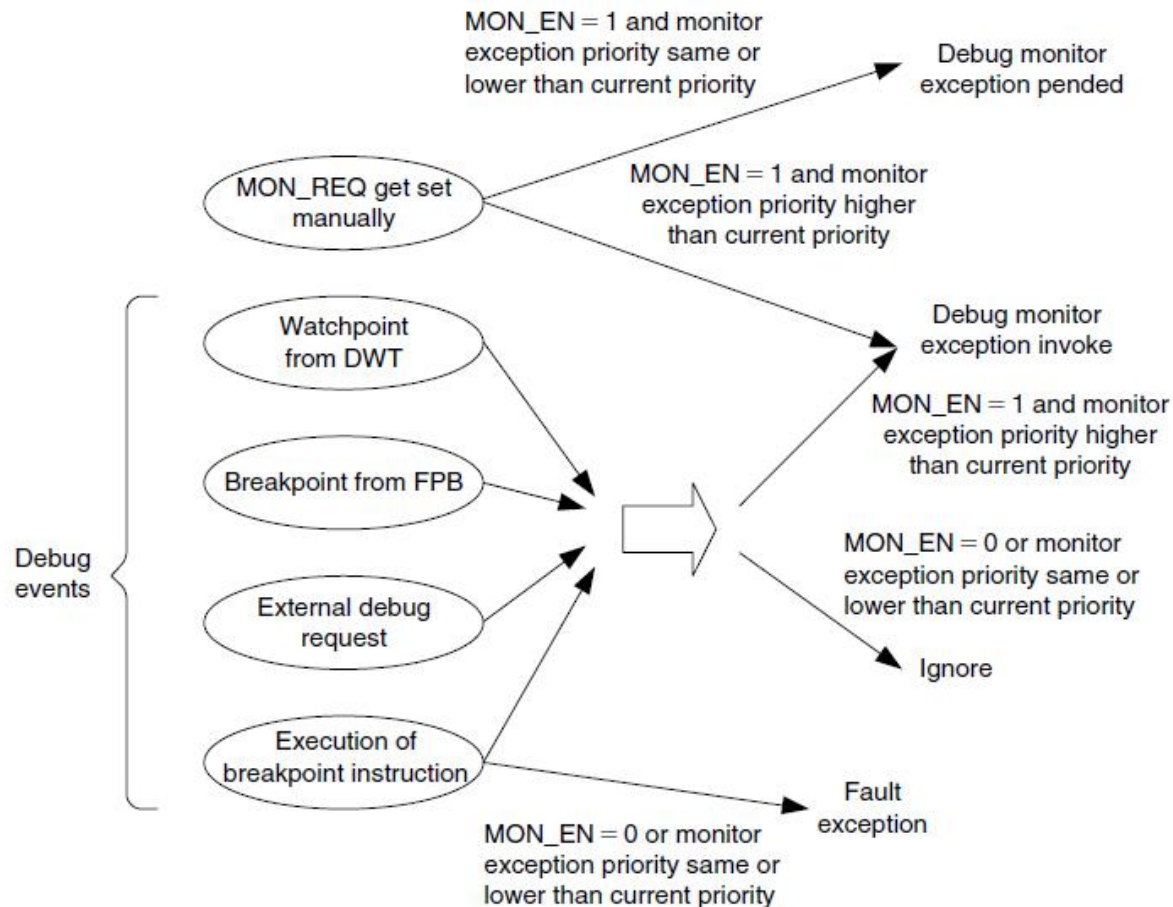 MON_EN = 1 and monitor
exception priority same or
lower than current priority
Debug monitor
exception pended
MON_REQ get set
manually
MON_EN = 1 and monitor
exception priority higher
than current priority
Watchpoint
from DWT
Debug monitor
exception invoke
MON_EN = 1 and monitor
exception priority higher
than current priority
Breakpoint from FPB
Debug
events
MON_EN = 0 or monitor
exception priority same or
lower than current priority
External debug
request
Ignore
Execution of
breakpoint instruction
Fault
exception
MON_EN = 0 or monitor
exception priority same or
lower than current priority